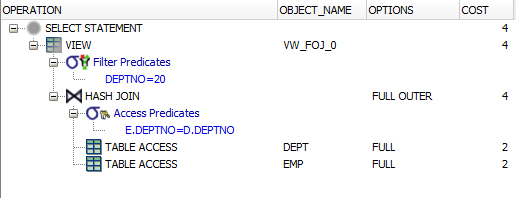 OPERATION OBJECT_NAME OPTIONS COST
SELECT STATEMENT 4
VIEW VW_FOJ_0 4
Filter Predicates
DEPTNO=20
HASH JOIN FULL OUTER 4
Access Predicates
E.DEPTNO=D.DEPTNO
TABLE ACCESS DEPT FULL 2
TABLE ACCESS EMP FULL 2